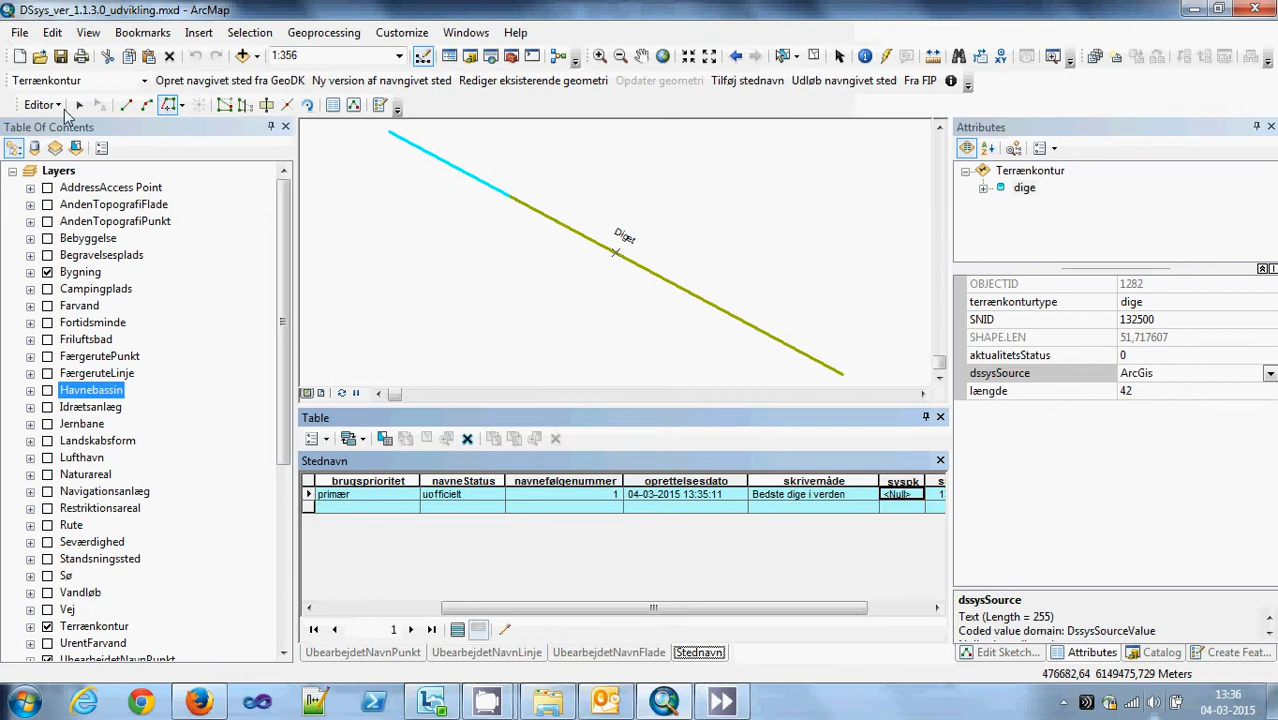 DSsys_ver_1.1.3.0_udvikling.mxd - ArcMap
File Edit View Bookmarks Insert Selection Geoprocessing Customize Windows Help
1:356
Terrænkontur Opret navgivet sted fra GeoDK Ny version af navngivet sted Rediger eksisterende geometri Opdater geometri Tilføj stednavn Udløb navngivet sted Fra FIP
Editor
Table Of Contents
Layers
AddressAccess Point
AndenTopografiFlade
AndenTopografiPunkt
Bebyggelse
Begravelsesplads
Bygning
Campingplads
Farvand
Fortidsminde
Friluftsbad
FærgerutePunkt
FærgeruteLinje
Havnebassin
Idrætsanlæg
Jernbane
Landskabsform
Lufthavn
Naturareal
Navigationsanlæg
Restriktionsareal
Rute
Seværdighed
Standsningssted
Sø
Vandløb
Vej
Terrænkontur
UrentFarvand
UbearbejdetNavnPunkt
Diget
Table
Stednavn
brugsprioritet navneStatus navnefølgenummer oprettelsesdato skrivemåde syspk s
primær uofficielt 1 04-03-2015 13:35:11 Bedste dige i verden <Null> 1
1
UbearbejdetNavnPunkt UbearbejdetNavnLinje UbearbejdetNavnFlade Stednavn
Attributes
Terrænkontur
dige
OBJECTID 1282
terrænkonturtype dige
SNID 132500
SHAPE.LEN 51,717607
aktualitetsStatus 0
dssysSource ArcGis
længde 42
dssysSource
Text (Length = 255)
Coded value domain: DssysSourceValue
Edit Sketch... Attributes Catalog Create Feat...
476682,64 6149475,729 Meters
13:36
04-03-2015